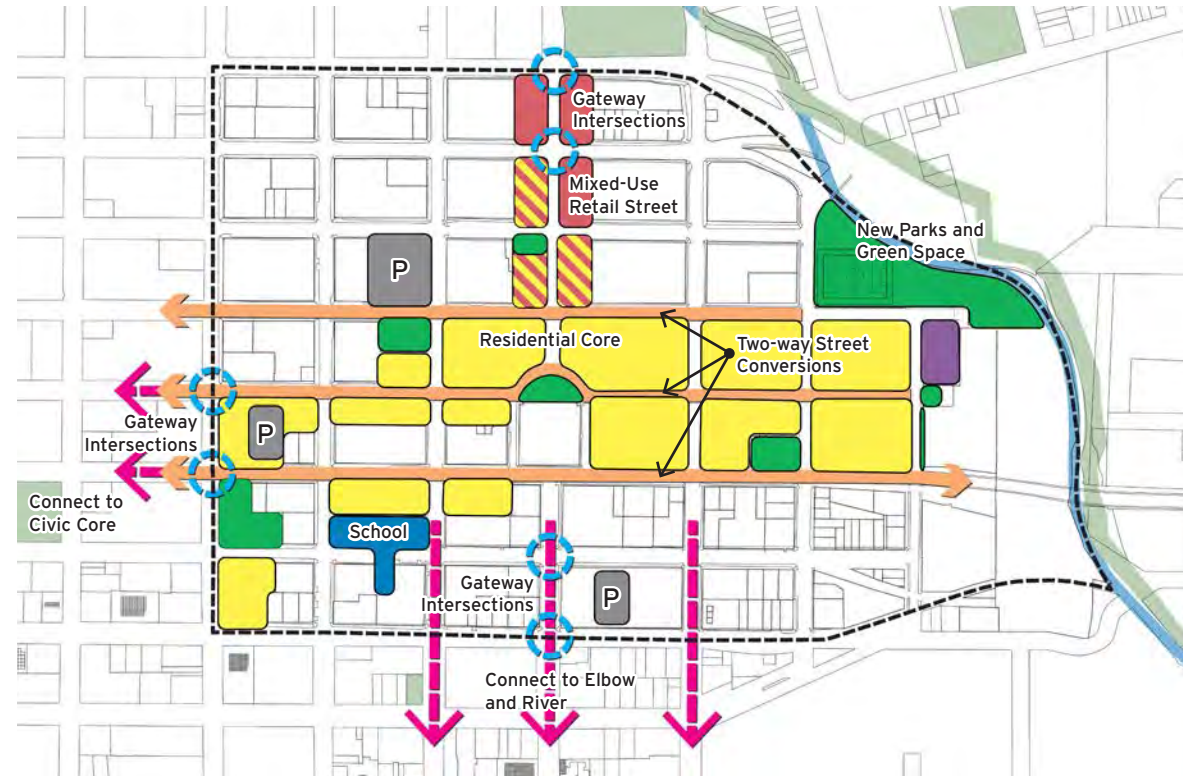 Gateway
Intersections
Mixed-Use
Retail Street
New Parks and
Green Space
P
Residential Core
Two-way Street
Conversions
Gateway
Intersections
P
Connect to
Civic Core
School
Gateway
Intersections
P
Connect to Elbow
and River